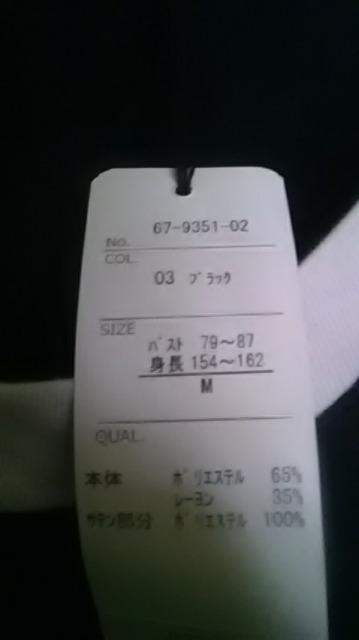 No. 67-9351-02
COL.
03 ブラック
SIZE
バスト 79～87
身長 154～162
M
QUAL.
本体 ポリエステル 65%
レーヨン 35%
サテン部分 ポリエステル 100%